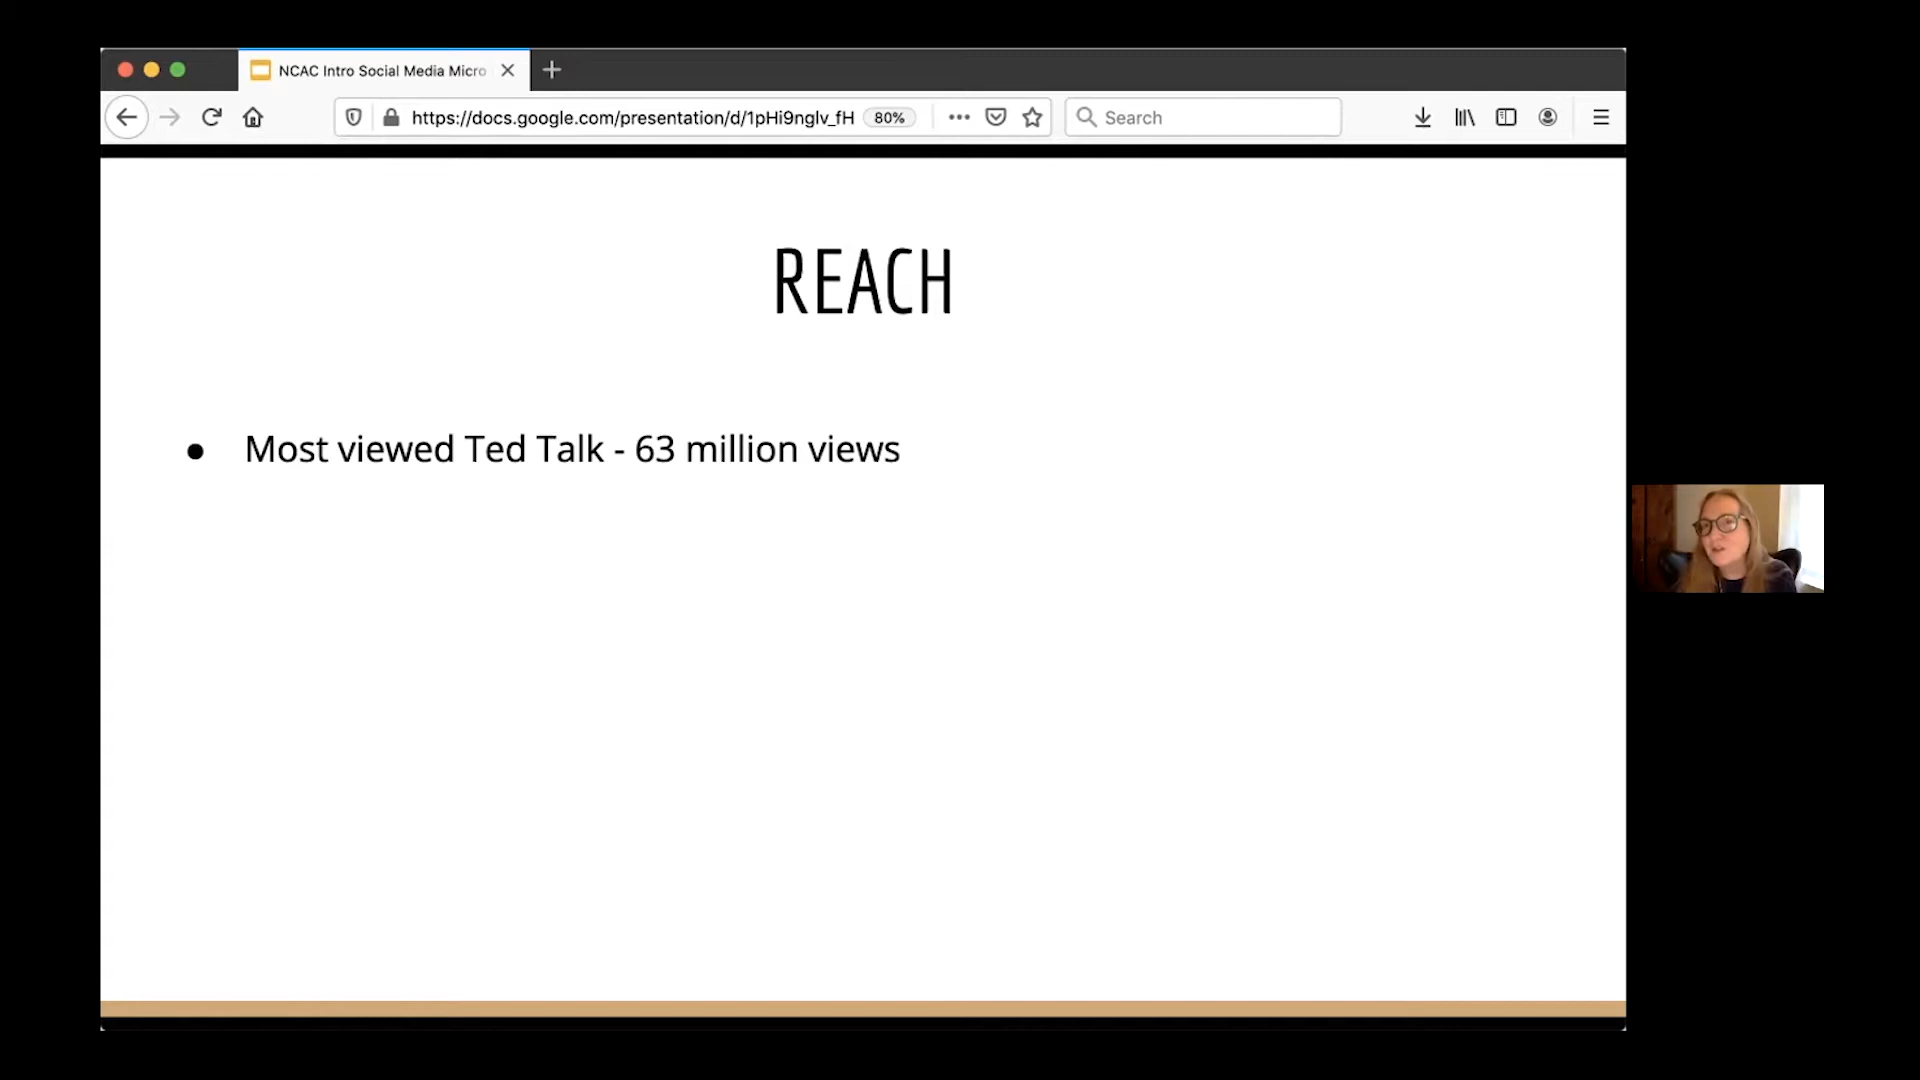 NCAC Intro Social Media Micro
https://docs.google.com/presentation/d/1pHi9nglv_fH 80% Search
REACH
● Most viewed Ted Talk - 63 million views